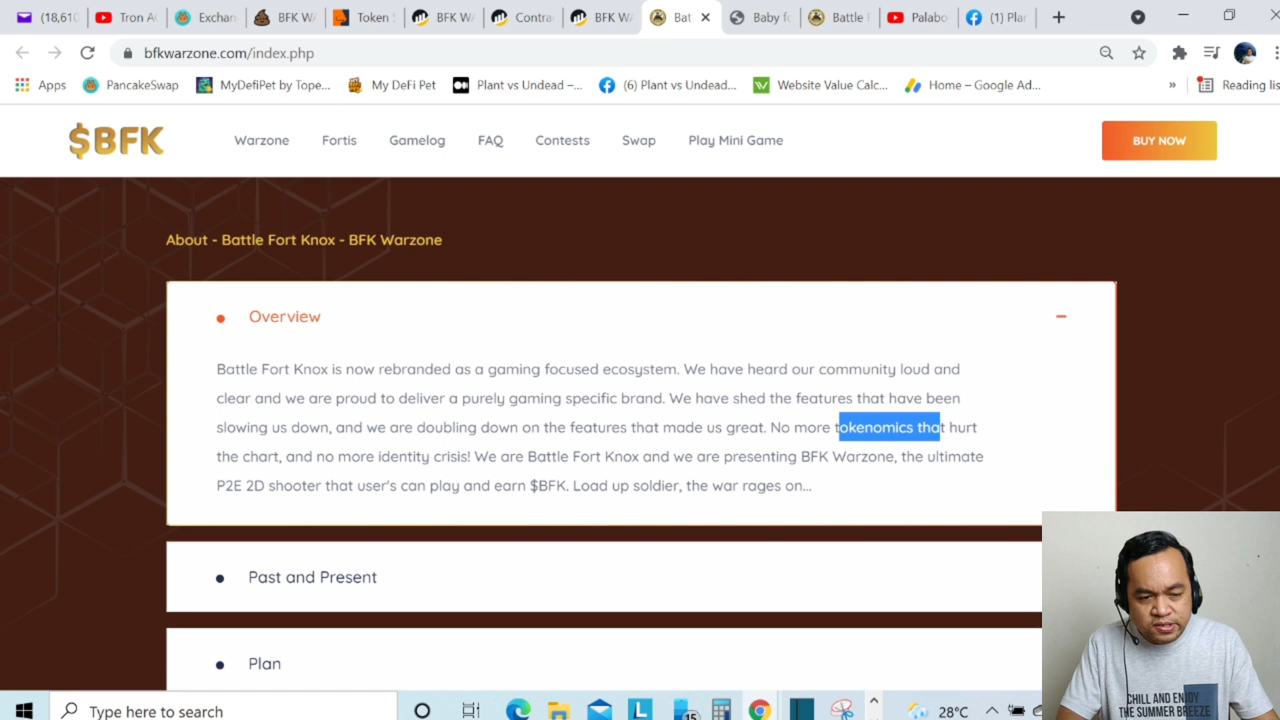 (18,610
Tron A
Exchan
BFK W
Token
BFK W
Contra
BFK W
Bat
Baby fo
Battle F
Palabo
(1) Plan
bfkwarzone.com/index.php
Apps
PancakeSwap
MyDefiPet by Tope...
My DeFi Pet
Plant vs Undead –...
(6) Plant vs Undead...
Website Value Calc...
Home – Google Ad...
»
Reading list
$BFK
Warzone
Fortis
Gamelog
FAQ
Contests
Swap
Play Mini Game
BUY NOW
About - Battle Fort Knox - BFK Warzone
Overview
Battle Fort Knox is now rebranded as a gaming focused ecosystem. We have heard our community loud and
clear and we are proud to deliver a purely gaming specific brand. We have shed the features that have been
slowing us down, and we are doubling down on the features that made us great. No more tokenomics that hurt
the chart, and no more identity crisis! We are Battle Fort Knox and we are presenting BFK Warzone, the ultimate
P2E 2D shooter that user's can play and earn $BFK. Load up soldier, the war rages on...
Past and Present
Plan
CHILL AND ENJOY
THE SUMMER BREEZE
Type here to search
15
28°C